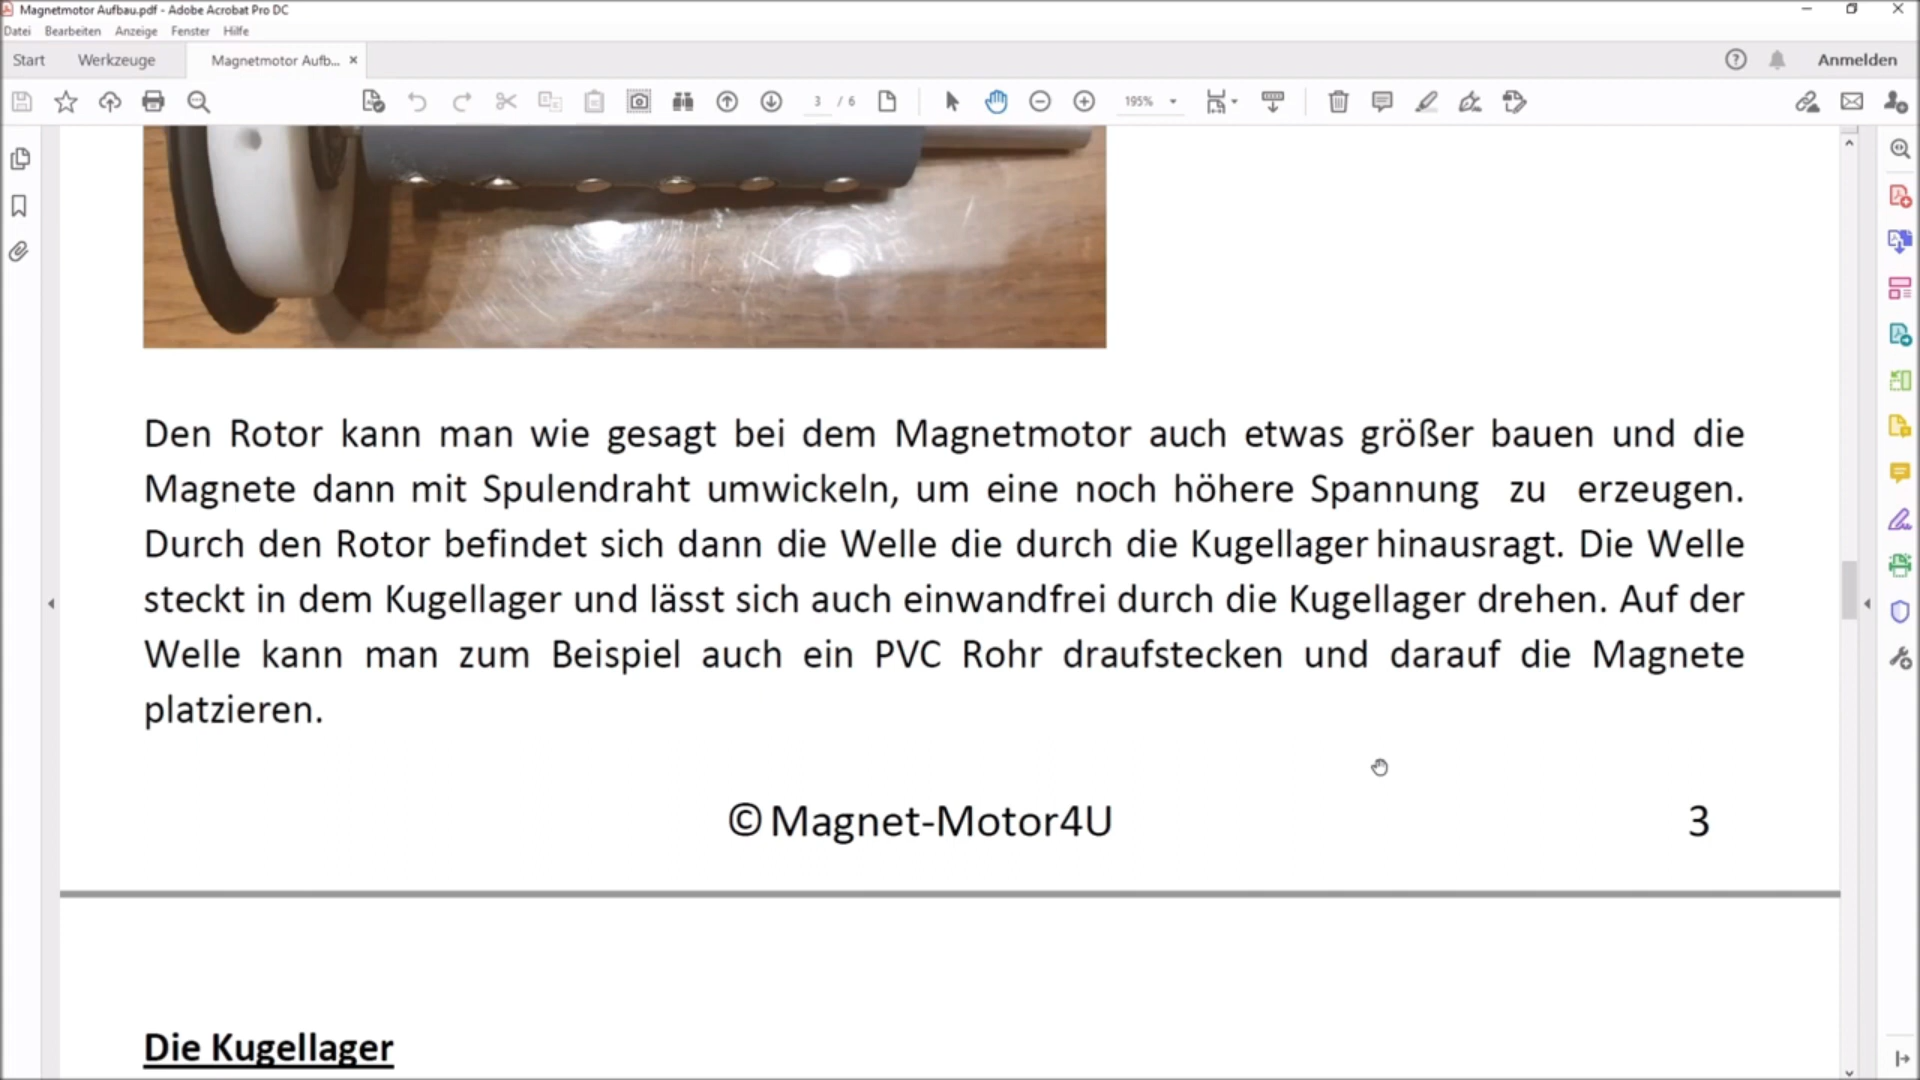 Magnetmotor Aufbau.pdf - Adobe Acrobat Pro DC
Datei Bearbeiten Anzeige Fenster Hilfe
Start Werkzeuge Magnetmotor Aufb... Anmelden
3 / 6 195%
Den Rotor kann man wie gesagt bei dem Magnetmotor auch etwas größer bauen und die
Magnete dann mit Spulendraht umwickeln, um eine noch höhere Spannung zu erzeugen.
Durch den Rotor befindet sich dann die Welle die durch die Kugellager hinausragt. Die Welle
steckt in dem Kugellager und lässt sich auch einwandfrei durch die Kugellager drehen. Auf der
Welle kann man zum Beispiel auch ein PVC Rohr draufstecken und darauf die Magnete
platzieren.
© Magnet-Motor4U 3
Die Kugellager